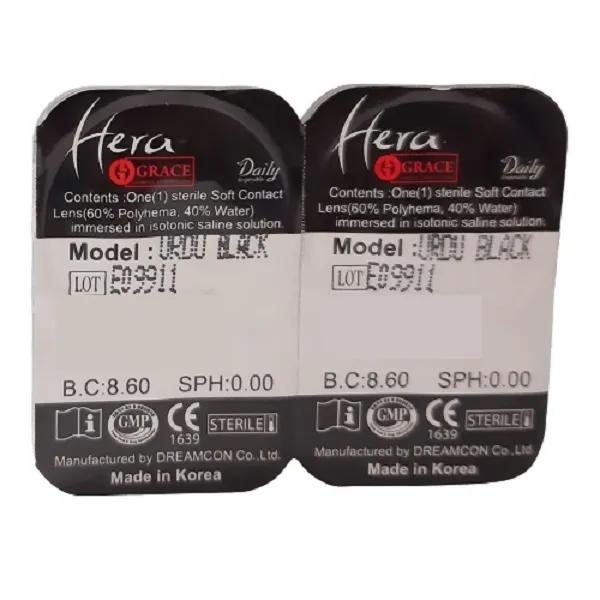 Hera
GRACE
Daily
Contents :One(1) sterile Soft Contact
Lens(60% Polyhema, 40% Water)
immersed in isotonic saline solution.
Model : URDU BLACK
LOT E09911
B.C:8.60 SPH:0.00
GMP
CE
1639
STERILE
Manufactured by DREAMCON Co.,Ltd.
Made in Korea
Hera
GRACE
Daily
Contents :One(1) sterile Soft Contact
Lens(60% Polyhema, 40% Water)
immersed in isotonic saline solution.
Model : URDU BLACK
LOT E09911
B.C:8.60 SPH:0.00
GMP
CE
1639
STERILE
Manufactured by DREAMCON Co.,Ltd.
Made in Korea